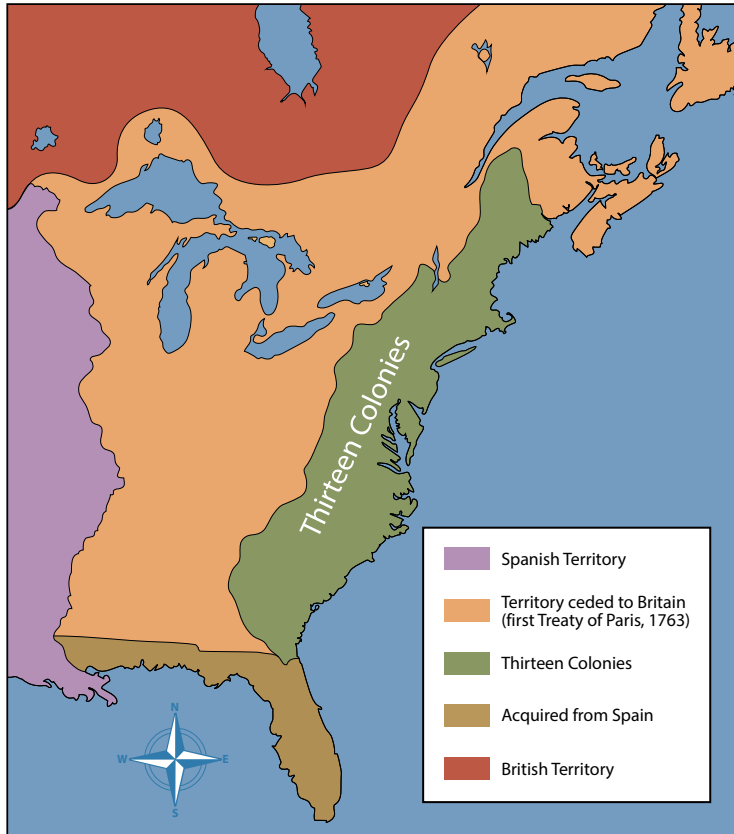 Thirteen Colonies
Spanish Territory
Territory ceded to Britain
(first Treaty of Paris, 1763)
Thirteen Colonies
Acquired from Spain
British Territory
N
W E
S